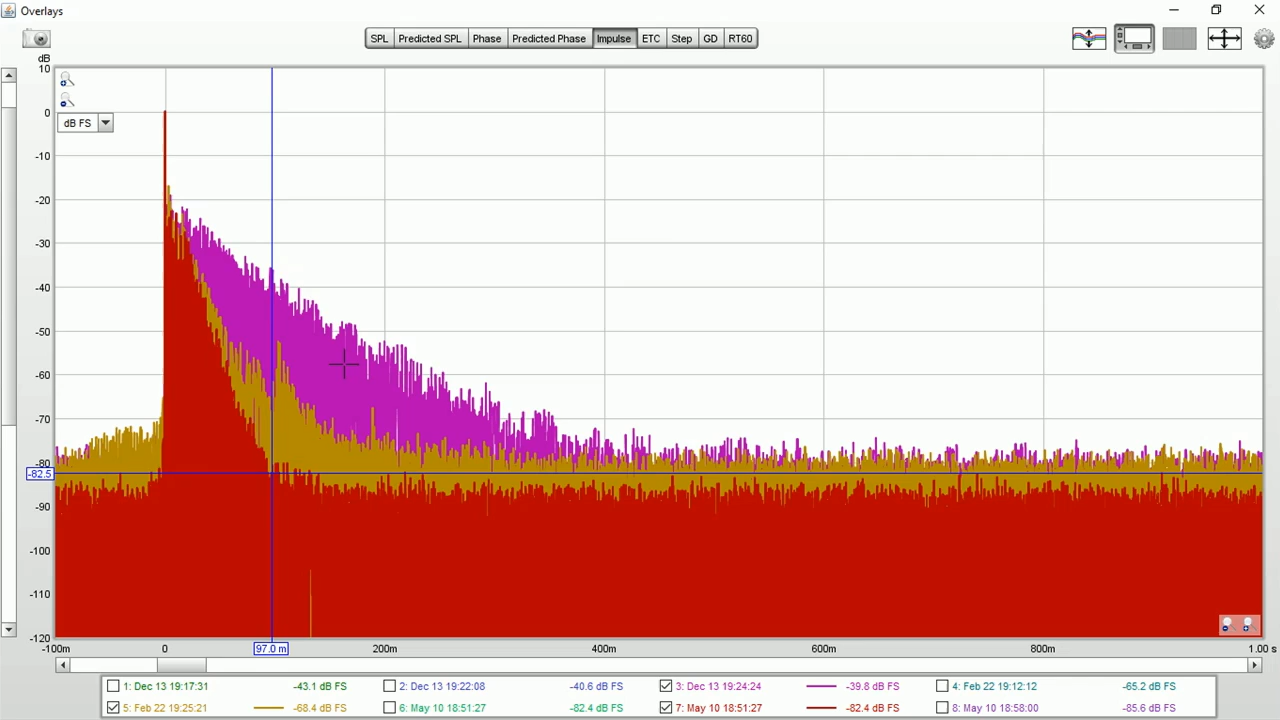 Overlays
SPL Predicted SPL Phase Predicted Phase Impulse ETC Step GD RT60
dB
10
dB FS
0
-10
-20
-30
-40
-50
-60
-70
-80
-82.5
-90
-100
-110
-120
-100m 0 97.0 m 200m 400m 600m 800m 1.00 s
1: Dec 13 19:17:31 -43.1 dB FS 2: Dec 13 19:22:08 -40.6 dB FS 3: Dec 13 19:24:24 -39.8 dB FS 4: Feb 22 19:12:12 -65.2 dB FS
5: Feb 22 19:25:21 -68.4 dB FS 6: May 10 18:51:27 -82.4 dB FS 7: May 10 18:51:27 -82.4 dB FS 8: May 10 18:58:00 -85.6 dB FS